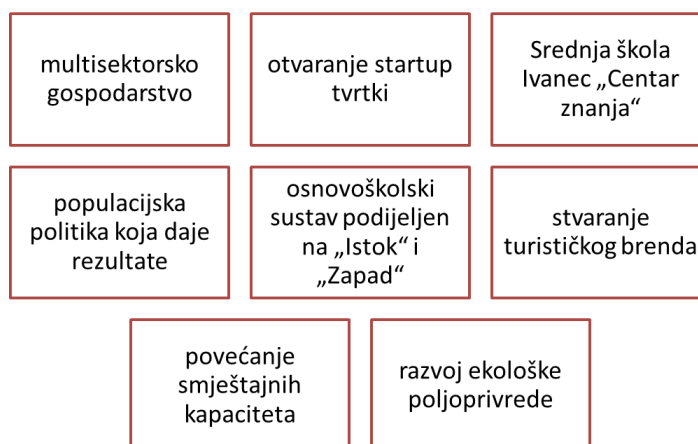 multisektorsko
gospodarstvo
otvaranje startup
tvrtki
Srednja škola
Ivanec „Centar
znanja“
populacijska
politika koja daje
rezultate
osnovoškolski
sustav podijeljen
na „Istok“ i
„Zapad“
stvaranje
turističkog brenda
povećanje
smještajnih
kapaciteta
razvoj ekološke
poljoprivrede